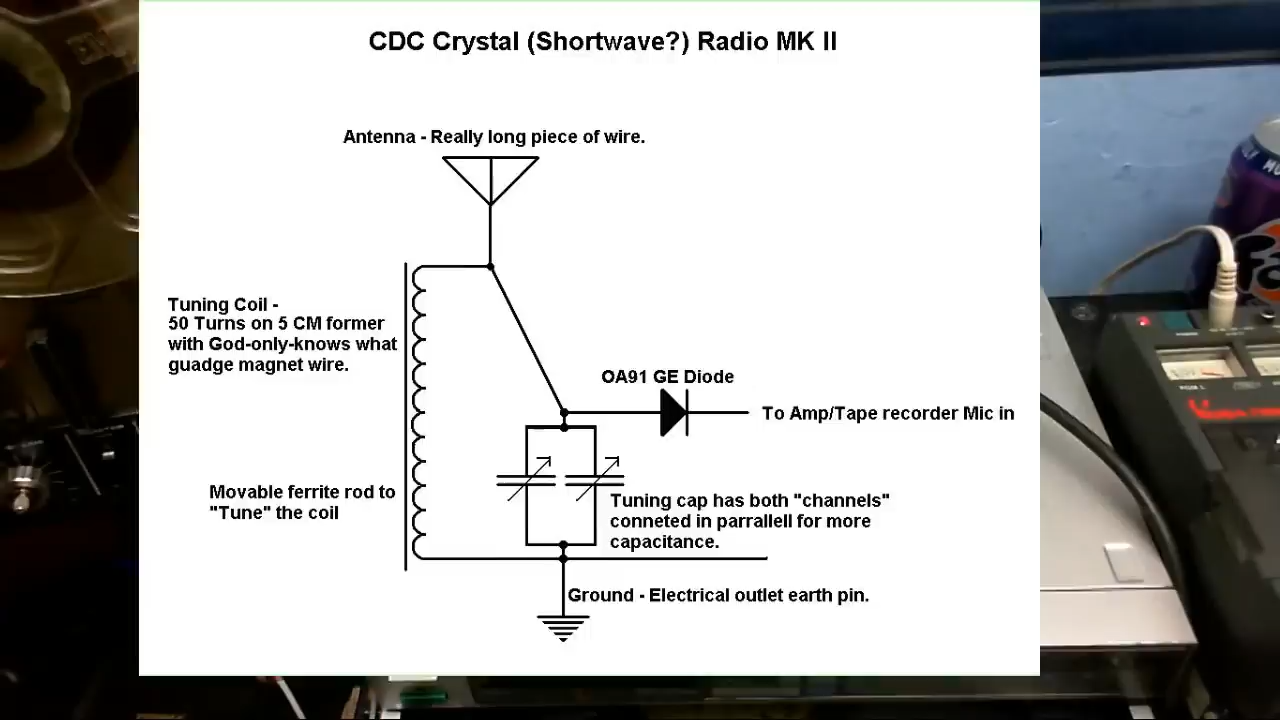 CDC Crystal (Shortwave?) Radio MK II
Antenna - Really long piece of wire.
Tuning Coil -
50 Turns on 5 CM former
with God-only-knows what
guadge magnet wire.
OA91 GE Diode
To Amp/Tape recorder Mic in
Movable ferrite rod to
"Tune" the coil
Tuning cap has both "channels"
conneted in parrallell for more
capacitance.
Ground - Electrical outlet earth pin.